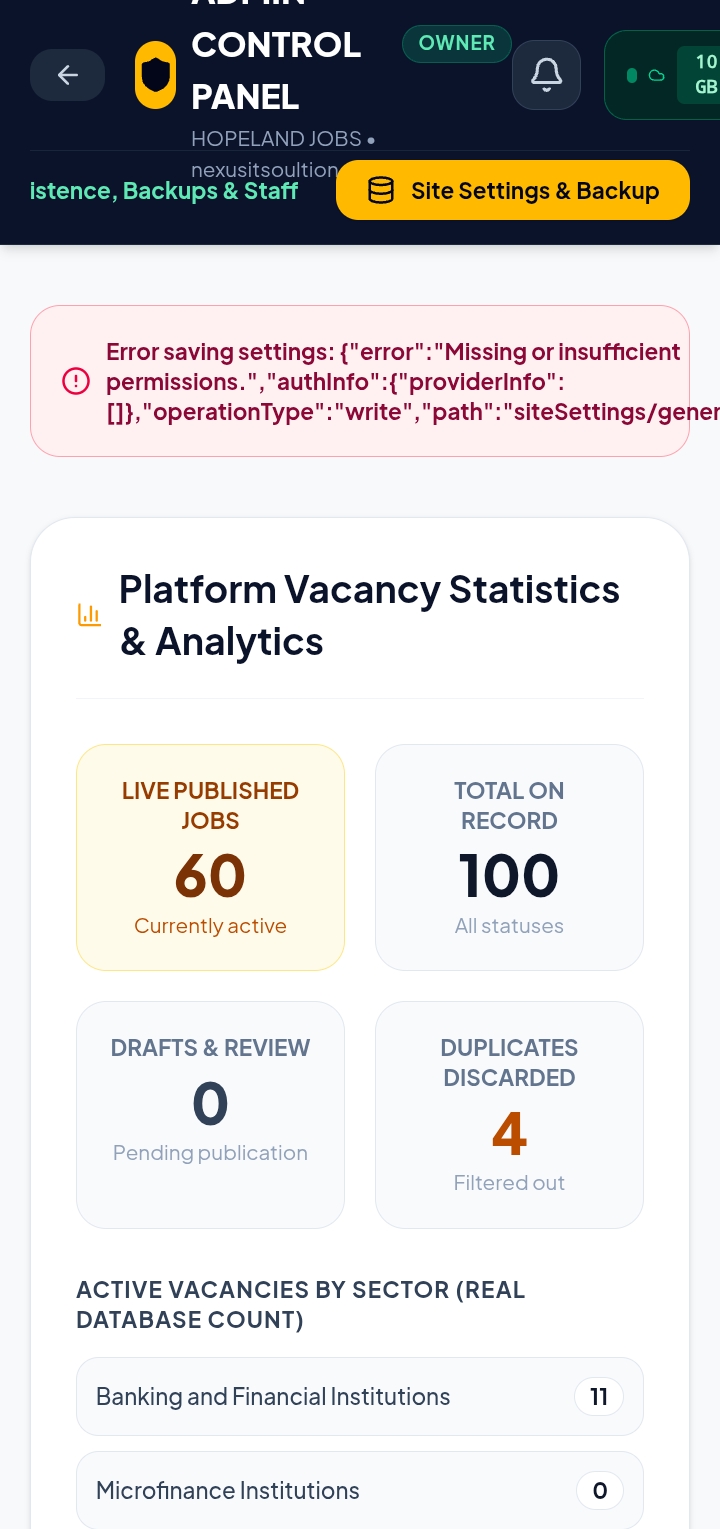 ADMIN
CONTROL
PANEL
OWNER
10
GB
HOPELAND JOBS •
nexusitsoultion
istence, Backups & Staff
Site Settings & Backup
Error saving settings: {"error":"Missing or insufficient
permissions.","authInfo":{"providerInfo":
[]},"operationType":"write","path":"siteSettings/gener
Platform Vacancy Statistics
& Analytics
LIVE PUBLISHED
JOBS
60
Currently active
TOTAL ON
RECORD
100
All statuses
DRAFTS & REVIEW
0
Pending publication
DUPLICATES
DISCARDED
4
Filtered out
ACTIVE VACANCIES BY SECTOR (REAL
DATABASE COUNT)
Banking and Financial Institutions 11
Microfinance Institutions 0